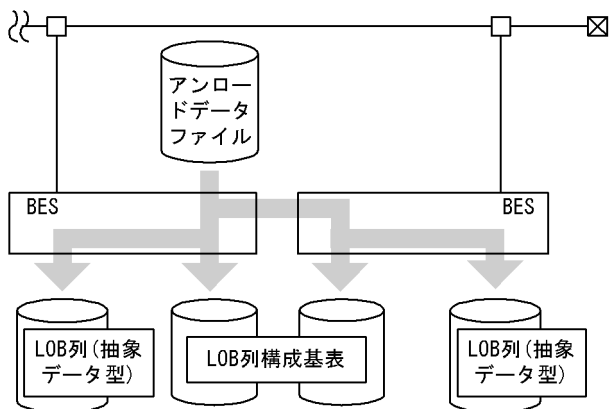 アンロー
ドデータ
ファイル
BES
BES
LOB列(抽象
データ型)
LOB列構成基表
LOB列(抽象
データ型)